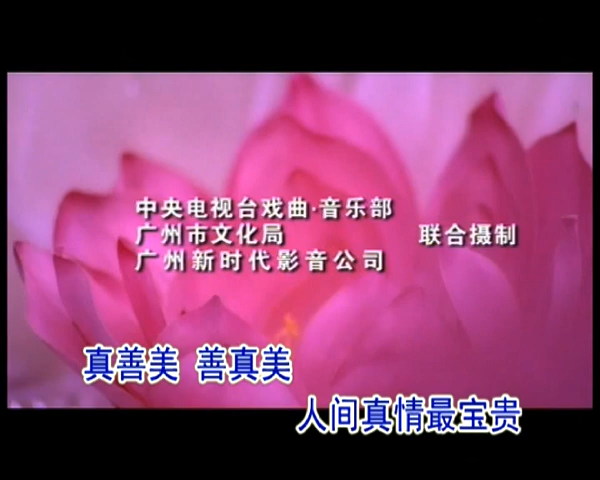 中央电视台戏曲·音乐部
广州市文化局 联合摄制
广州新时代影音公司
真善美 善真美
人间真情最宝贵